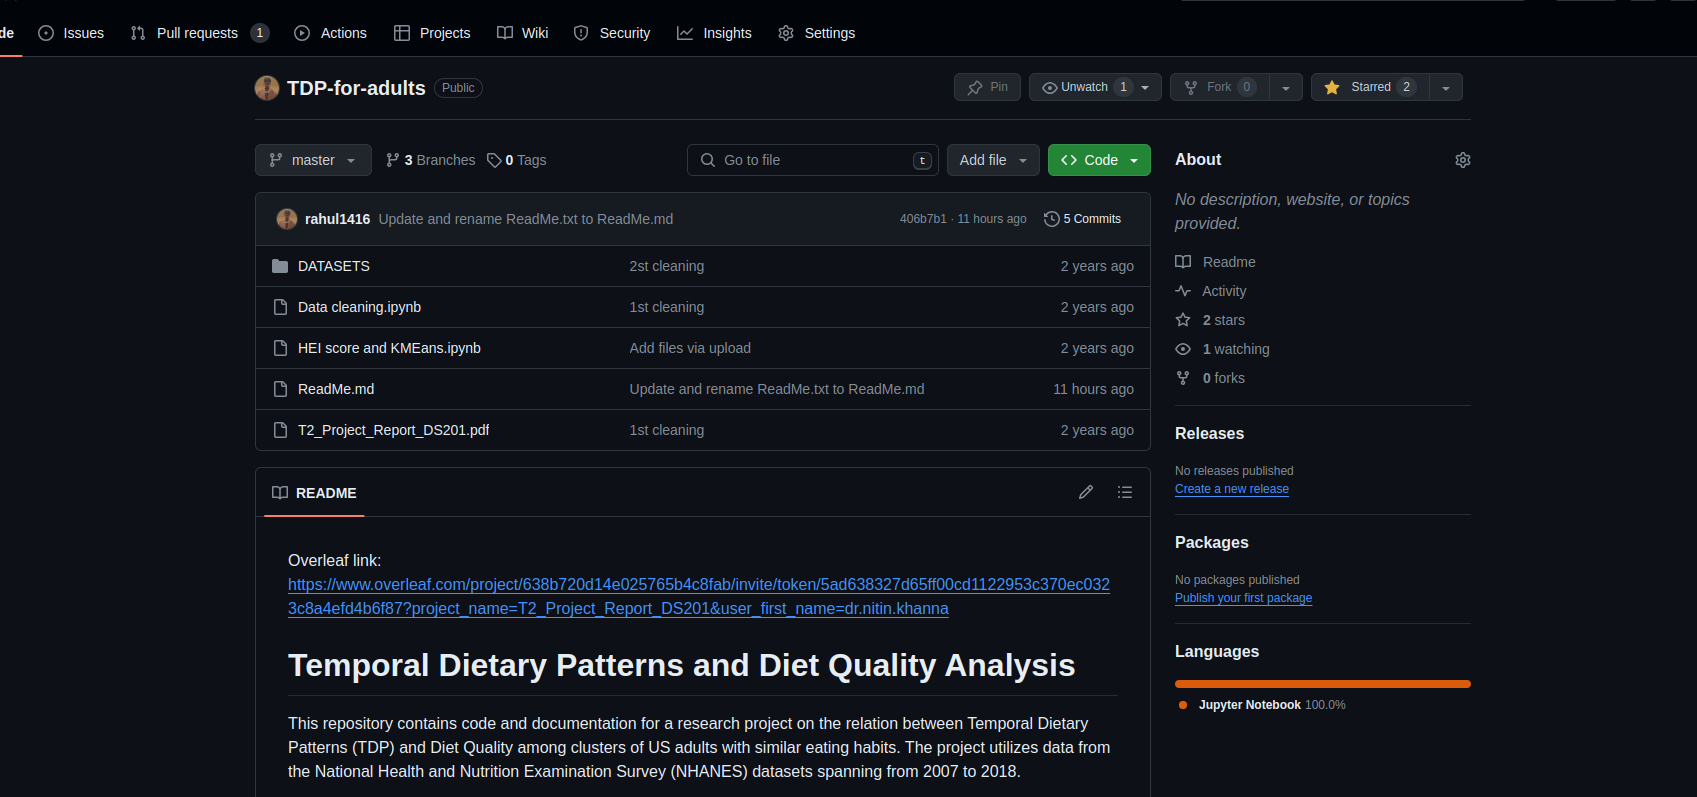 de Issues Pull requests 1 Actions Projects Wiki Security Insights Settings
TDP-for-adults Public Pin Unwatch 1 Fork 0 Starred 2
master 3 Branches 0 Tags Go to file t Add file Code
rahul1416 Update and rename ReadMe.txt to ReadMe.md 406b7b1 · 11 hours ago 5 Commits
DATASETS 2st cleaning 2 years ago
Data cleaning.ipynb 1st cleaning 2 years ago
HEI score and KMEans.ipynb Add files via upload 2 years ago
ReadMe.md Update and rename ReadMe.txt to ReadMe.md 11 hours ago
T2_Project_Report_DS201.pdf 1st cleaning 2 years ago
README
Overleaf link:
https://www.overleaf.com/project/638b720d14e025765b4c8fab/invite/token/5ad638327d65ff00cd1122953c370ec032
3c8a4efd4b6f87?project_name=T2_Project_Report_DS201&user_first_name=dr.nitin.khanna
Temporal Dietary Patterns and Diet Quality Analysis
This repository contains code and documentation for a research project on the relation between Temporal Dietary
Patterns (TDP) and Diet Quality among clusters of US adults with similar eating habits. The project utilizes data from
the National Health and Nutrition Examination Survey (NHANES) datasets spanning from 2007 to 2018.
About
No description, website, or topics
provided.
Readme
Activity
2 stars
1 watching
0 forks
Releases
No releases published
Create a new release
Packages
No packages published
Publish your first package
Languages
Jupyter Notebook 100.0%